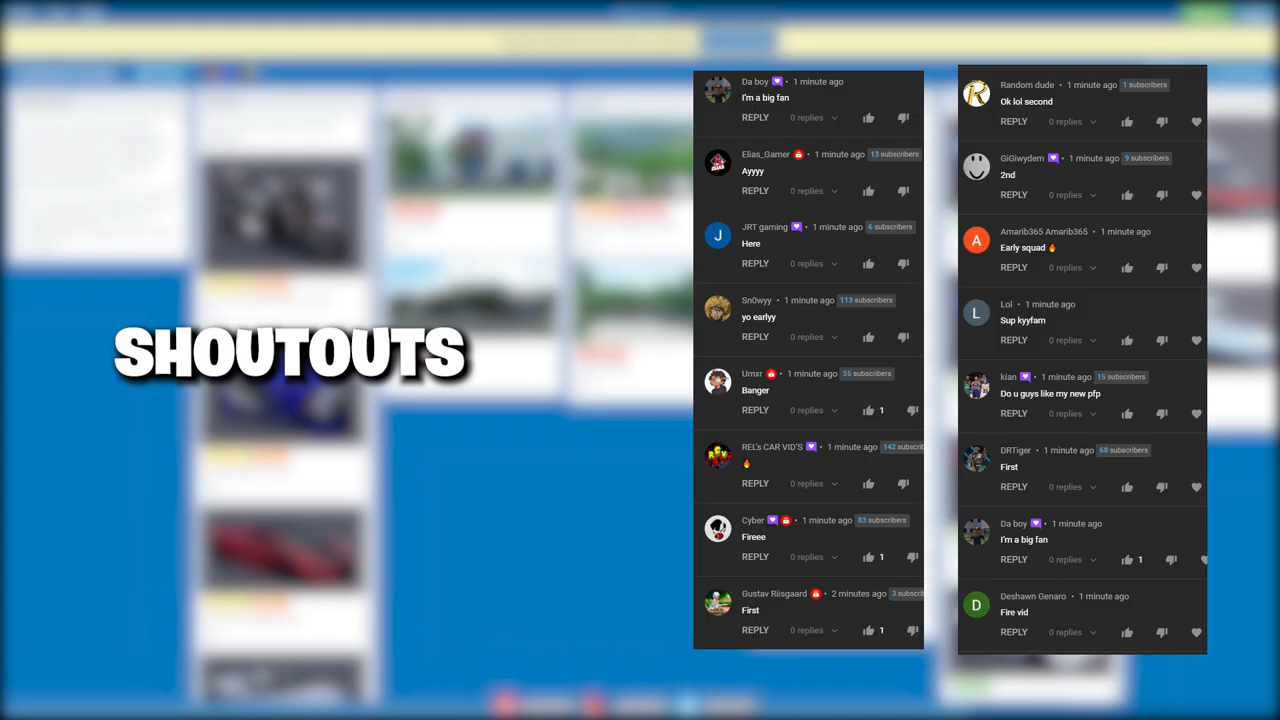 SHOUTOUTS
Da boy • 1 minute ago
I'm a big fan
REPLY 0 replies
Elias_Gamer • 1 minute ago 13 subscribers
Ayyyy
REPLY 0 replies
J JRT gaming • 1 minute ago 6 subscribers
Here
REPLY 0 replies
Sn0wyy • 1 minute ago 113 subscribers
yo earlyy
REPLY 0 replies
Umxr • 1 minute ago 55 subscribers
Banger
REPLY 0 replies 1
REL's CAR VID'S • 1 minute ago 142 subscrib
🔥
REPLY 0 replies
Cyber • 1 minute ago 83 subscribers
Fireee
REPLY 0 replies 1
Gustav Riisgaard • 2 minutes ago 3 subscrib
First
REPLY 0 replies 1
R Random dude • 1 minute ago 1 subscribers
Ok lol second
REPLY 0 replies
GiGiwydem • 1 minute ago 9 subscribers
2nd
REPLY 0 replies
A Amarib365 Amarib365 • 1 minute ago
Early squad 🔥
REPLY 0 replies
L Lol • 1 minute ago
Sup kyyfam
REPLY 0 replies
kian • 1 minute ago 15 subscribers
Do u guys like my new pfp
REPLY 0 replies
DRTiger • 1 minute ago 68 subscribers
First
REPLY 0 replies
Da boy • 1 minute ago
I'm a big fan
REPLY 0 replies 1
D Deshawn Genaro • 1 minute ago
Fire vid
REPLY 0 replies